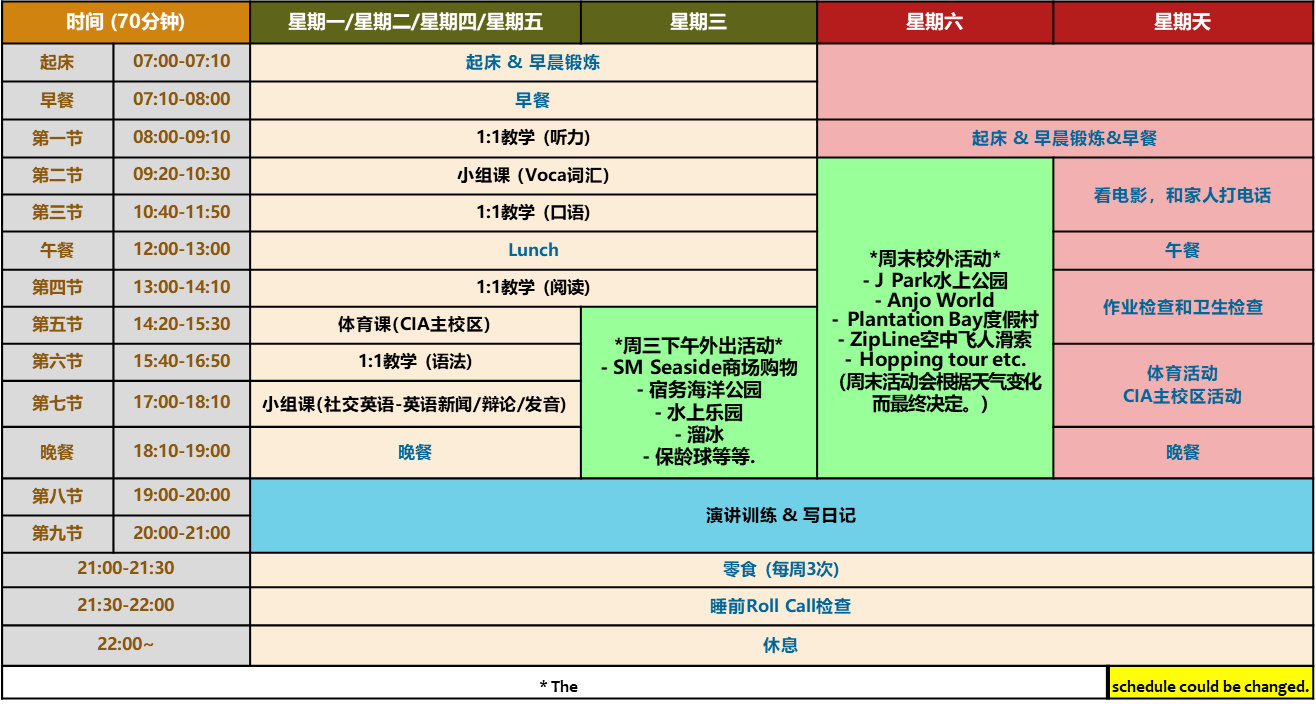 时间 (70分钟) 星期一/星期二/星期四/星期五 星期三 星期六 星期天
起床 07:00-07:10 起床 & 早晨锻炼
早餐 07:10-08:00 早餐
第一节 08:00-09:10 1:1教学 (听力) 起床 & 早晨锻炼&早餐
第二节 09:20-10:30 小组课 (Voca词汇)
第三节 10:40-11:50 1:1教学 (口语)
看电影，和家人打电话
午餐 12:00-13:00 Lunch 午餐
第四节 13:00-14:10 1:1教学 (阅读)
作业检查和卫生检查
第五节 14:20-15:30 体育课(CIA主校区)
第六节 15:40-16:50 1:1教学 (语法)
第七节 17:00-18:10 小组课(社交英语-英语新闻/辩论/发音)
体育活动
CIA主校区活动
晚餐 18:10-19:00 晚餐 晚餐
*周三下午外出活动*
- SM Seaside商场购物
- 宿务海洋公园
- 水上乐园
- 溜冰
- 保龄球等等.
*周末校外活动*
- J Park水上公园
- Anjo World
- Plantation Bay度假村
- ZipLine空中飞人滑索
- Hopping tour etc.
(周末活动会根据天气变化
而最终决定。)
第八节 19:00-20:00
第九节 20:00-21:00
演讲训练 & 写日记
21:00-21:30 零食 (每周3次)
21:30-22:00 睡前Roll Call检查
22:00~ 休息
* The schedule could be changed.